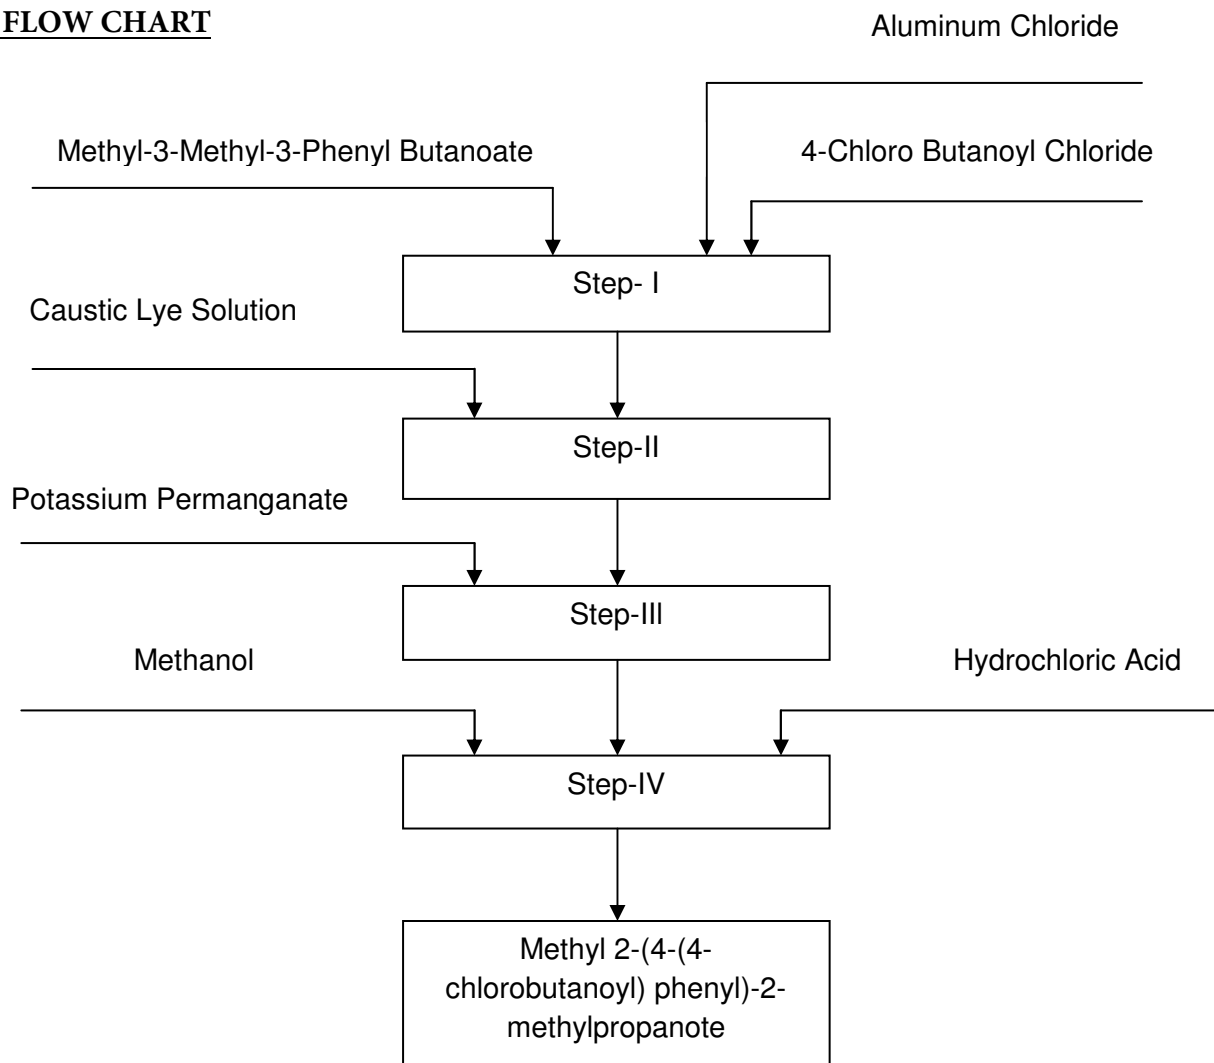 FLOW CHART
Aluminum Chloride
Methyl-3-Methyl-3-Phenyl Butanoate
4-Chloro Butanoyl Chloride
Step- I
Caustic Lye Solution
Step-II
Potassium Permanganate
Step-III
Methanol
Hydrochloric Acid
Step-IV
Methyl 2-(4-(4-
chlorobutanoyl) phenyl)-2-
methylpropanote